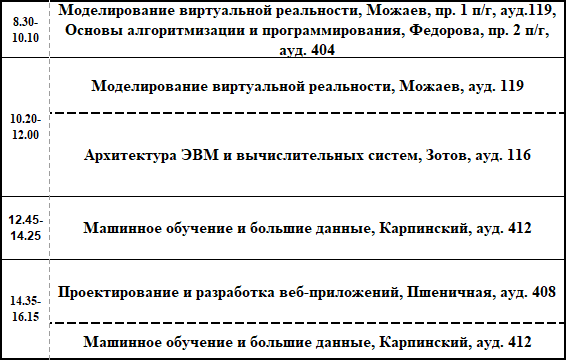 8.30-
10.10
Моделирование виртуальной реальности, Можаев, пр. 1 п/г, ауд.119,
Основы алгоритмизации и программирования, Федорова, пр. 2 п/г,
ауд. 404
10.20-
12.00
Моделирование виртуальной реальности, Можаев, ауд. 119
Архитектура ЭВМ и вычислительных систем, Зотов, ауд. 116
12.45-
14.25
Машинное обучение и большие данные, Карпинский, ауд. 412
14.35-
16.15
Проектирование и разработка веб-приложений, Пшеничная, ауд. 408
Машинное обучение и большие данные, Карпинский, ауд. 412